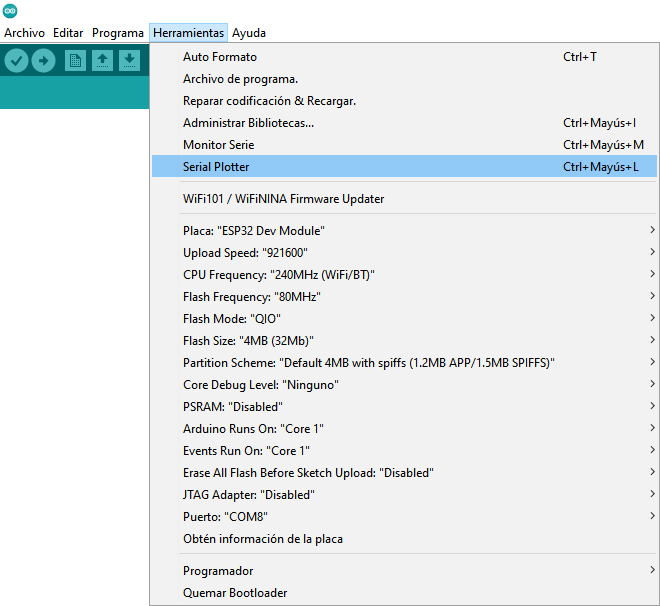 Archivo Editar Programa Herramientas Ayuda
Auto Formato Ctrl+T
Archivo de programa.
Reparar codificación & Recargar.
Administrar Bibliotecas... Ctrl+Mayús+I
Monitor Serie Ctrl+Mayús+M
Serial Plotter Ctrl+Mayús+L
WiFi101 / WiFiNINA Firmware Updater
Placa: "ESP32 Dev Module"
Upload Speed: "921600"
CPU Frequency: "240MHz (WiFi/BT)"
Flash Frequency: "80MHz"
Flash Mode: "QIO"
Flash Size: "4MB (32Mb)"
Partition Scheme: "Default 4MB with spiffs (1.2MB APP/1.5MB SPIFFS)"
Core Debug Level: "Ninguno"
PSRAM: "Disabled"
Arduino Runs On: "Core 1"
Events Run On: "Core 1"
Erase All Flash Before Sketch Upload: "Disabled"
JTAG Adapter: "Disabled"
Puerto: "COM8"
Obtén información de la placa
Programador
Quemar Bootloader